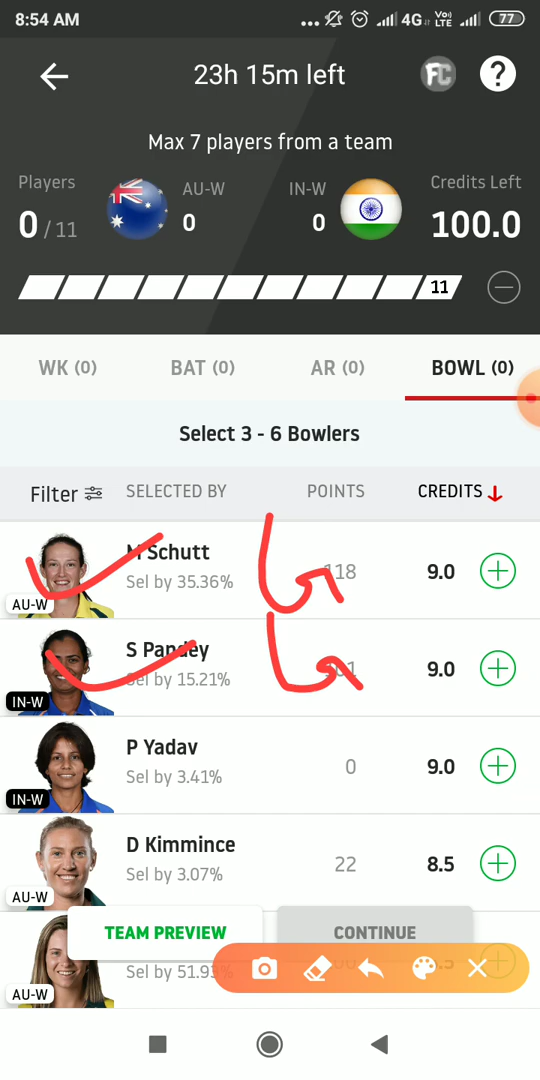 8:54 AM ... 4G Vo) LTE 77
23h 15m left FC ?
Max 7 players from a team
Players AU-W IN-W Credits Left
0 / 11 0 0 100.0
11
WK (0) BAT (0) AR (0) BOWL (0)
Select 3 - 6 Bowlers
Filter SELECTED BY POINTS CREDITS
M Schutt
Sel by 35.36% 118 9.0
AU-W
S Pandey
Sel by 15.21% 9.0
IN-W
P Yadav
Sel by 3.41% 0 9.0
IN-W
D Kimmince
Sel by 3.07% 22 8.5
AU-W
TEAM PREVIEW CONTINUE
Sel by 51.93%
AU-W